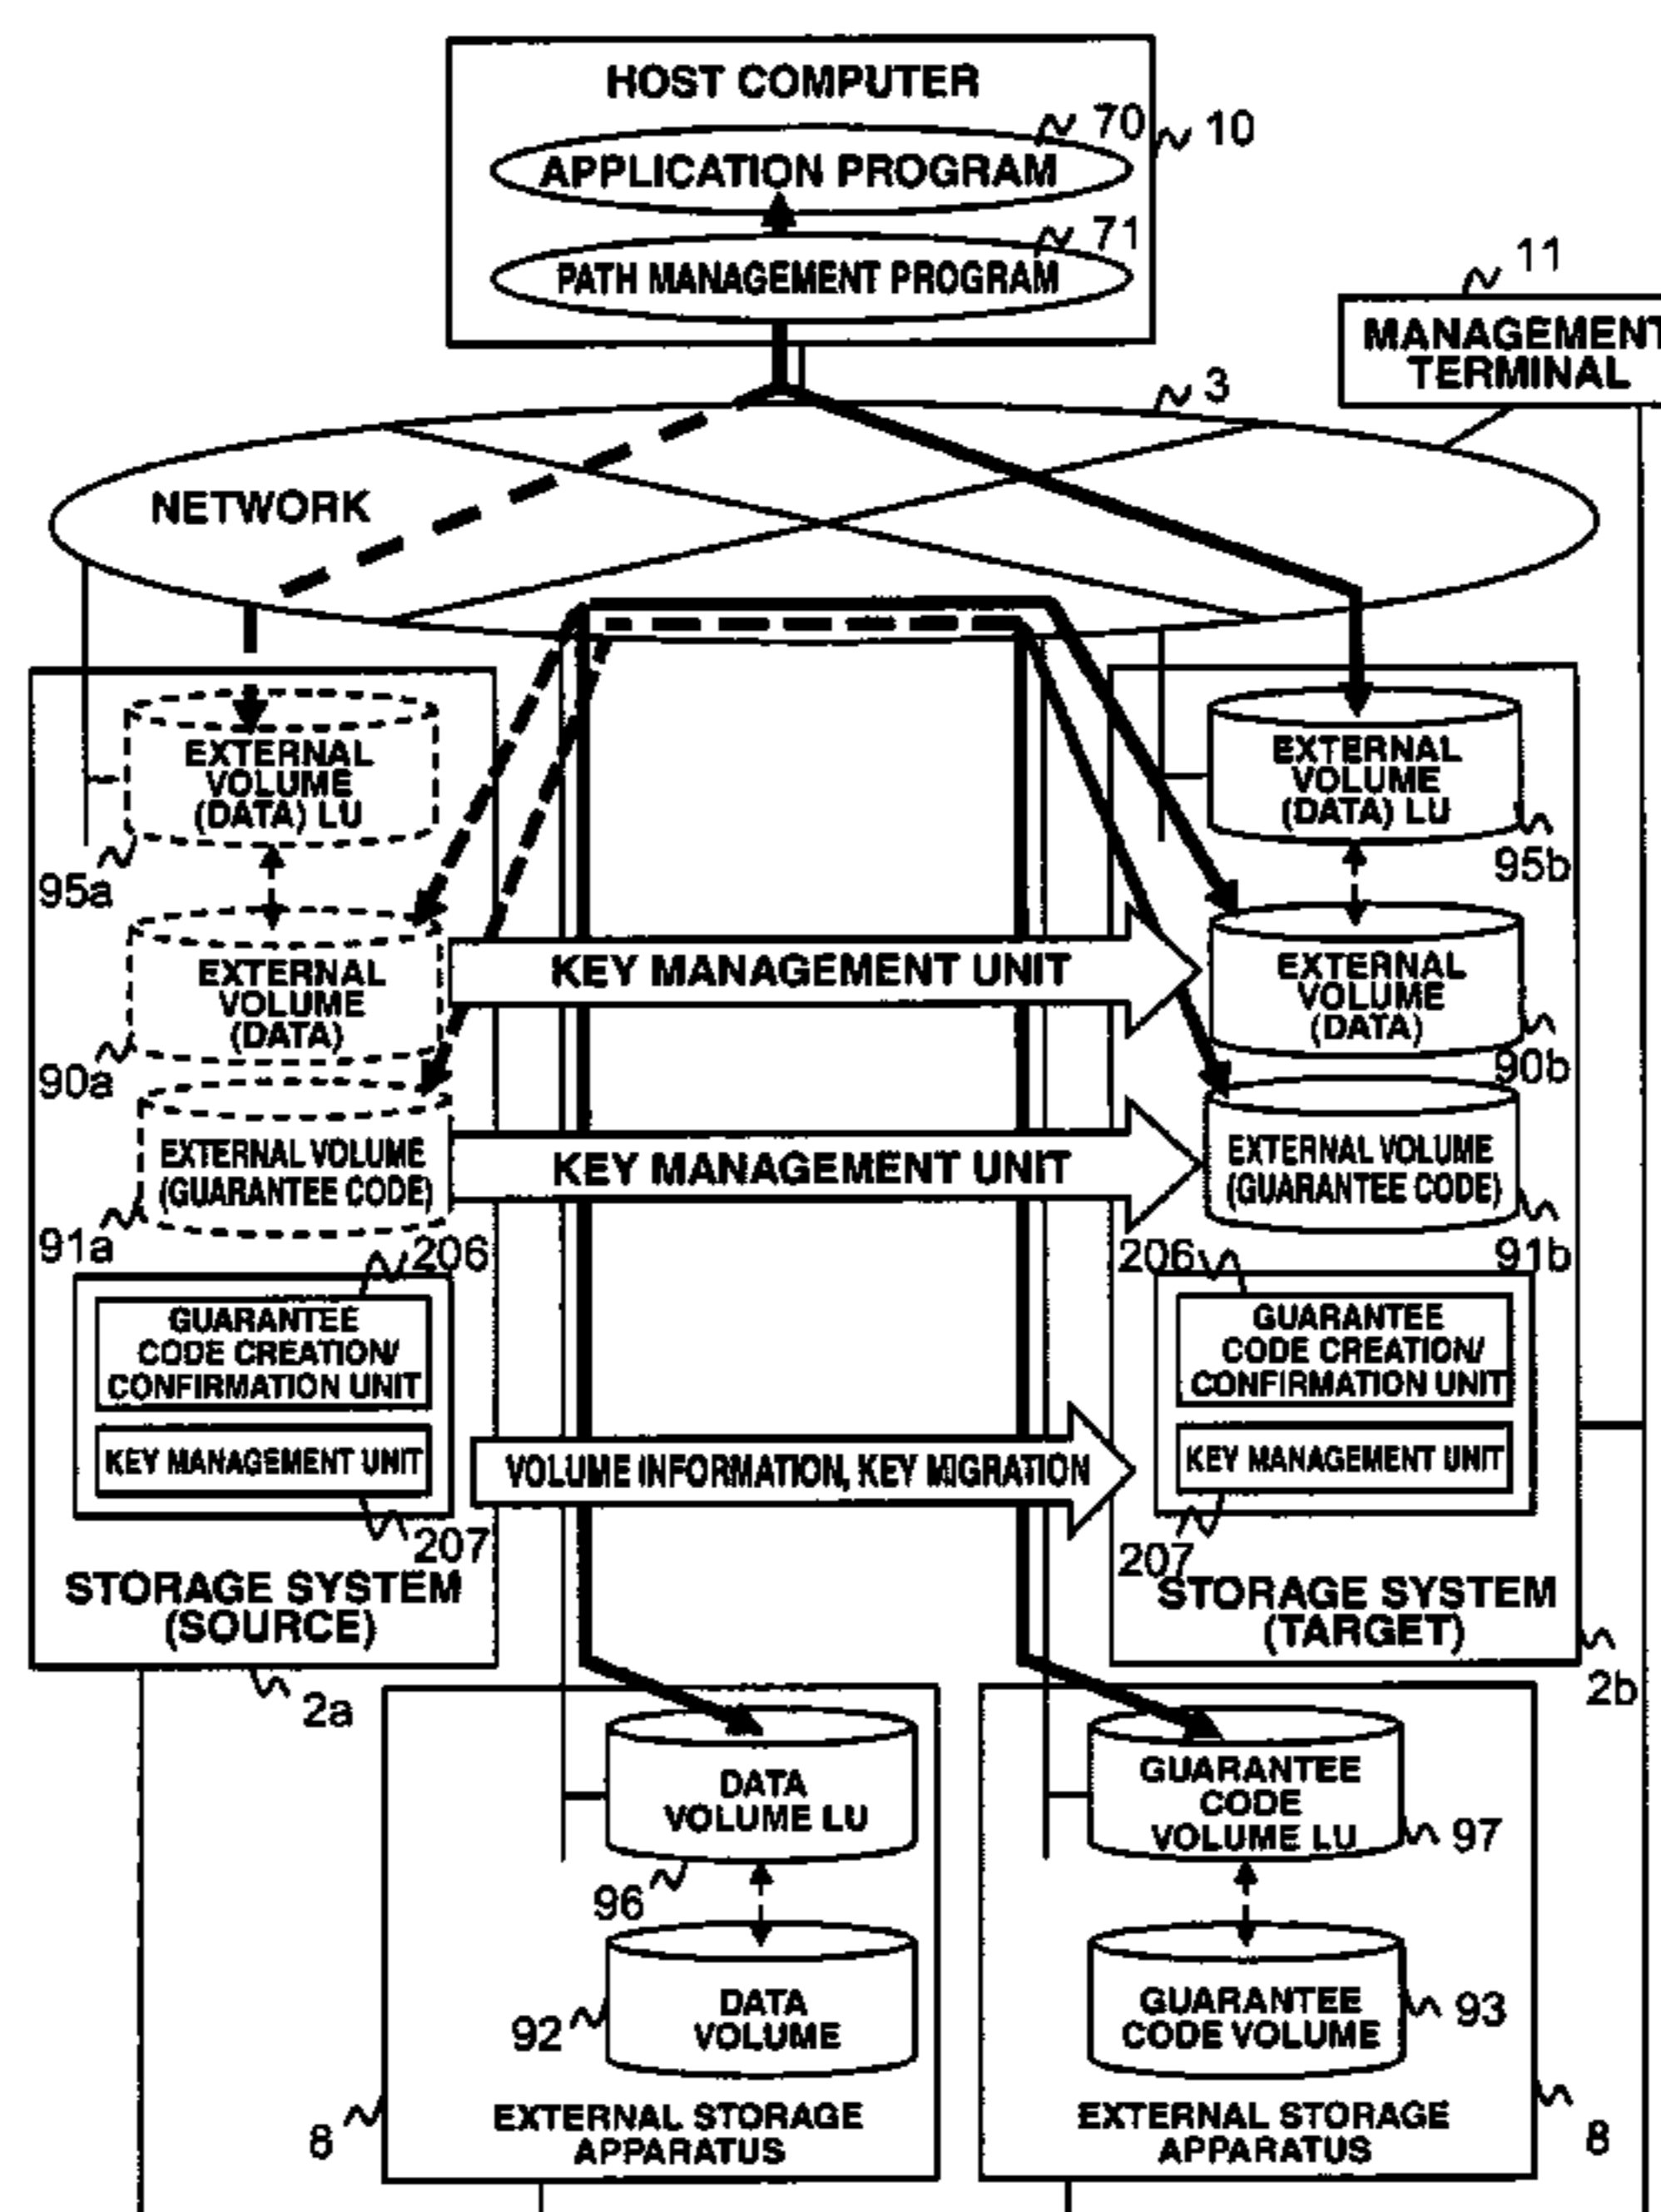 HOST COMPUTER
70
10
APPLICATION PROGRAM
71
PATH MANAGEMENT PROGRAM
11
MANAGEMENT
TERMINAL
3
NETWORK
EXTERNAL
VOLUME
(DATA) LU
95a
EXTERNAL
VOLUME
(DATA) LU
95b
EXTERNAL
VOLUME
(DATA)
90a
KEY MANAGEMENT UNIT
EXTERNAL
VOLUME
(DATA)
90b
EXTERNAL VOLUME
(GUARANTEE CODE)
91a
KEY MANAGEMENT UNIT
EXTERNAL VOLUME
(GUARANTEE CODE)
91b
206
GUARANTEE
CODE CREATION/
CONFIRMATION UNIT
KEY MANAGEMENT UNIT
207
STORAGE SYSTEM
(SOURCE)
2a
VOLUME INFORMATION, KEY MIGRATION
206
GUARANTEE
CODE CREATION/
CONFIRMATION UNIT
KEY MANAGEMENT UNIT
207
STORAGE SYSTEM
(TARGET)
2b
DATA
VOLUME LU
96
DATA
VOLUME
92
EXTERNAL STORAGE
APPARATUS
8
GUARANTEE
CODE
VOLUME LU
97
GUARANTEE
CODE VOLUME
93
EXTERNAL STORAGE
APPARATUS
8